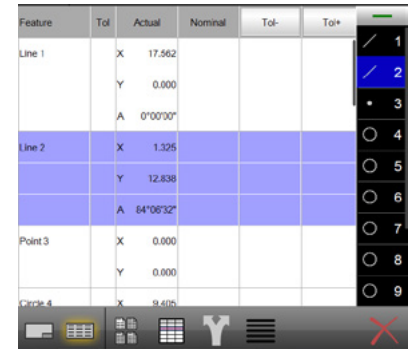 Feature Tol Actual Nominal Tol- Tol+
Line 1 X 17.562
Y 0.000
A 0°00'00"
Line 2 X 1.325
Y 12.838
A 64°06'32"
Point 3 X 0.000
Y 0.000
Circle 4 X 9.405
1
2
3
4
5
6
7
8
9